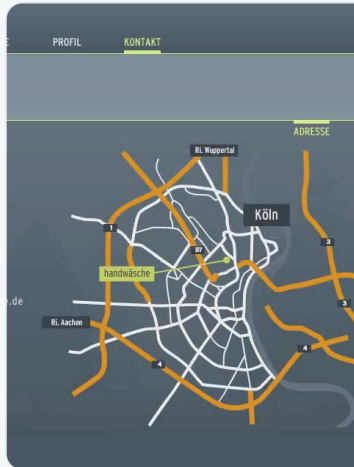 E PROFIL KONTAKT
ADRESSE
Ri. Wuppertal
Köln
1
57
3
handwäsche
e.de
3
Ri. Aachen
4
4